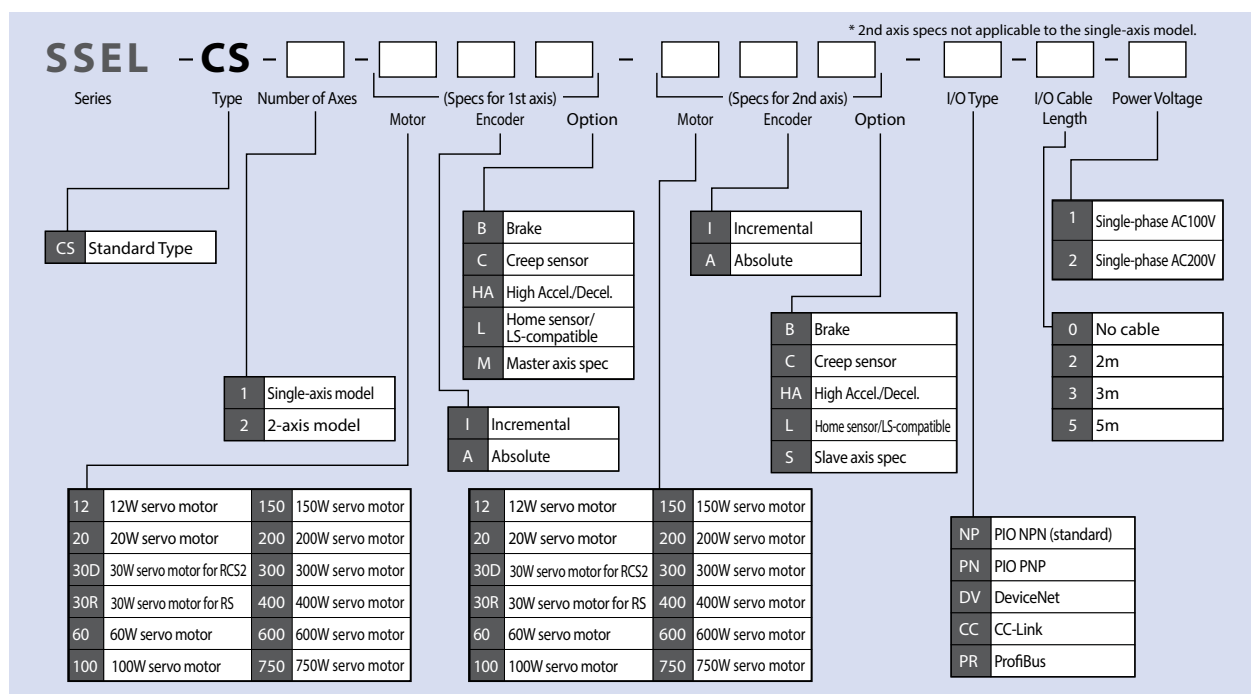 * 2nd axis specs not applicable to the single-axis model.
SSEL - CS - - - - - -
Series
Type
Number of Axes
(Specs for 1st axis)
(Specs for 2nd axis)
I/O Type
I/O Cable
Length
Power Voltage
Motor
Encoder
Option
Motor
Encoder
Option
CS Standard Type
1 Single-axis model
2 2-axis model
B Brake
C Creep sensor
HA High Accel./Decel.
L Home sensor/
LS-compatible
M Master axis spec
I Incremental
A Absolute
I Incremental
A Absolute
B Brake
C Creep sensor
HA High Accel./Decel.
L Home sensor/LS-compatible
S Slave axis spec
1 Single-phase AC100V
2 Single-phase AC200V
0 No cable
2 2m
3 3m
5 5m
12 12W servo motor 150 150W servo motor
20 20W servo motor 200 200W servo motor
30D 30W servo motor for RCS2 300 300W servo motor
30R 30W servo motor for RS 400 400W servo motor
60 60W servo motor 600 600W servo motor
100 100W servo motor 750 750W servo motor
12 12W servo motor 150 150W servo motor
20 20W servo motor 200 200W servo motor
30D 30W servo motor for RCS2 300 300W servo motor
30R 30W servo motor for RS 400 400W servo motor
60 60W servo motor 600 600W servo motor
100 100W servo motor 750 750W servo motor
NP PIO NPN (standard)
PN PIO PNP
DV DeviceNet
CC CC-Link
PR ProfiBus